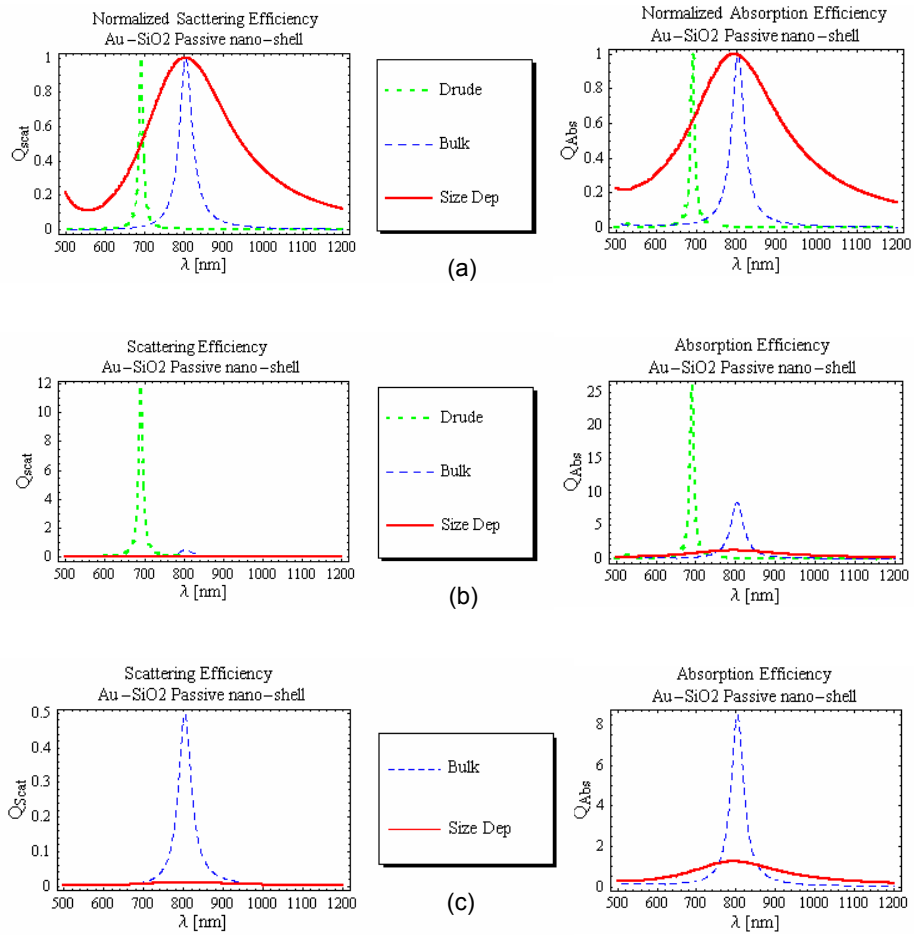 Normalized Sacttering Efficiency
Au-SiO2 Passive nano-shell
Qscat
1
0.8
0.6
0.4
0.2
0
500 600 700 800 900 1000 1100 1200
λ [nm]
Drude
Bulk
Size Dep
Normalized Absorption Efficiency
Au-SiO2 Passive nano-shell
QAbs
1
0.8
0.6
0.4
0.2
0
500 600 700 800 900 1000 1100 1200
λ [nm]
(a)
Scattering Efficiency
Au-SiO2 Passive nano-shell
Qscat
12
10
8
6
4
2
0
500 600 700 800 900 1000 1100 1200
λ [nm]
Drude
Bulk
Size Dep
Absorption Efficiency
Au-SiO2 Passive nano-shell
QAbs
25
20
15
10
5
0
500 600 700 800 900 1000 1100 1200
λ [nm]
(b)
Scattering Efficiency
Au-SiO2 Passive nano-shell
QScat
0.5
0.4
0.3
0.2
0.1
0
500 600 700 800 900 1000 1100 1200
λ [nm]
Bulk
Size Dep
Absorption Efficiency
Au-SiO2 Passive nano-shell
QAbs
8
6
4
2
0
500 600 700 800 900 1000 1100 1200
λ [nm]
(c)